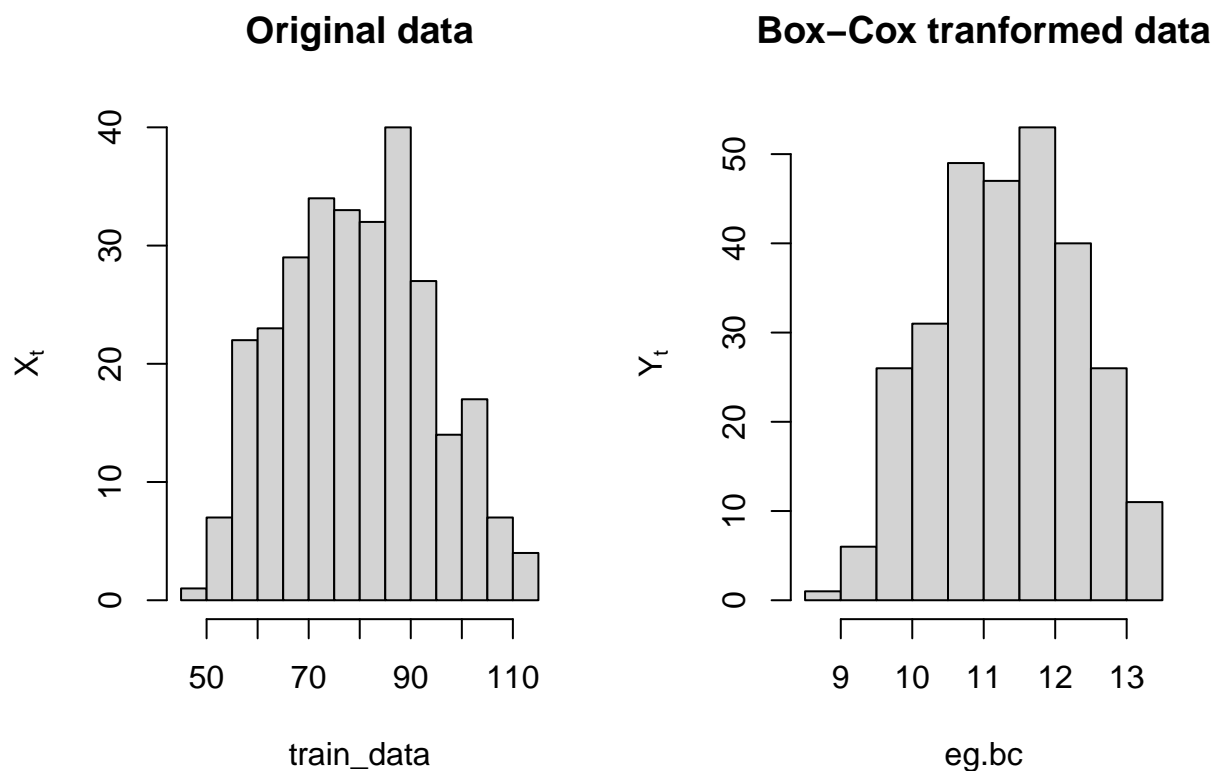 Original data
X_t
40
30
20
10
0
50 70 90 110
train_data
Box−Cox tranformed data
Y_t
50
40
30
20
10
0
9 10 11 12 13
eg.bc